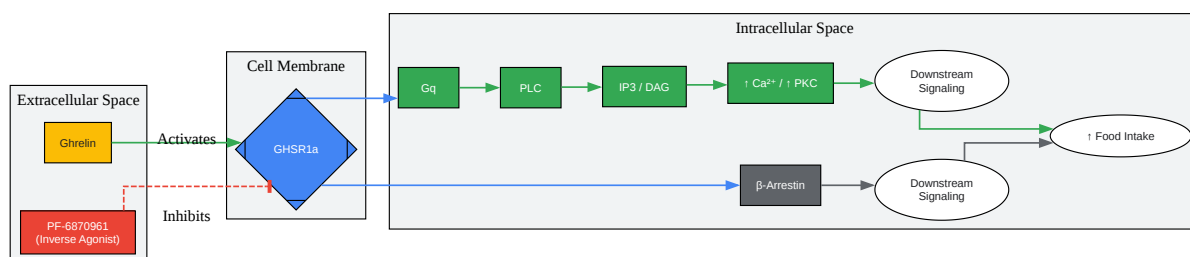 Extracellular Space
Ghrelin
PF-6870961
(Inverse Agonist)
Activates
Inhibits
Cell Membrane
GHSR1a
Intracellular Space
Gq
PLC
IP3 / DAG
↑ Ca²⁺ / ↑ PKC
Downstream
Signaling
β-Arrestin
Downstream
Signaling
↑ Food Intake